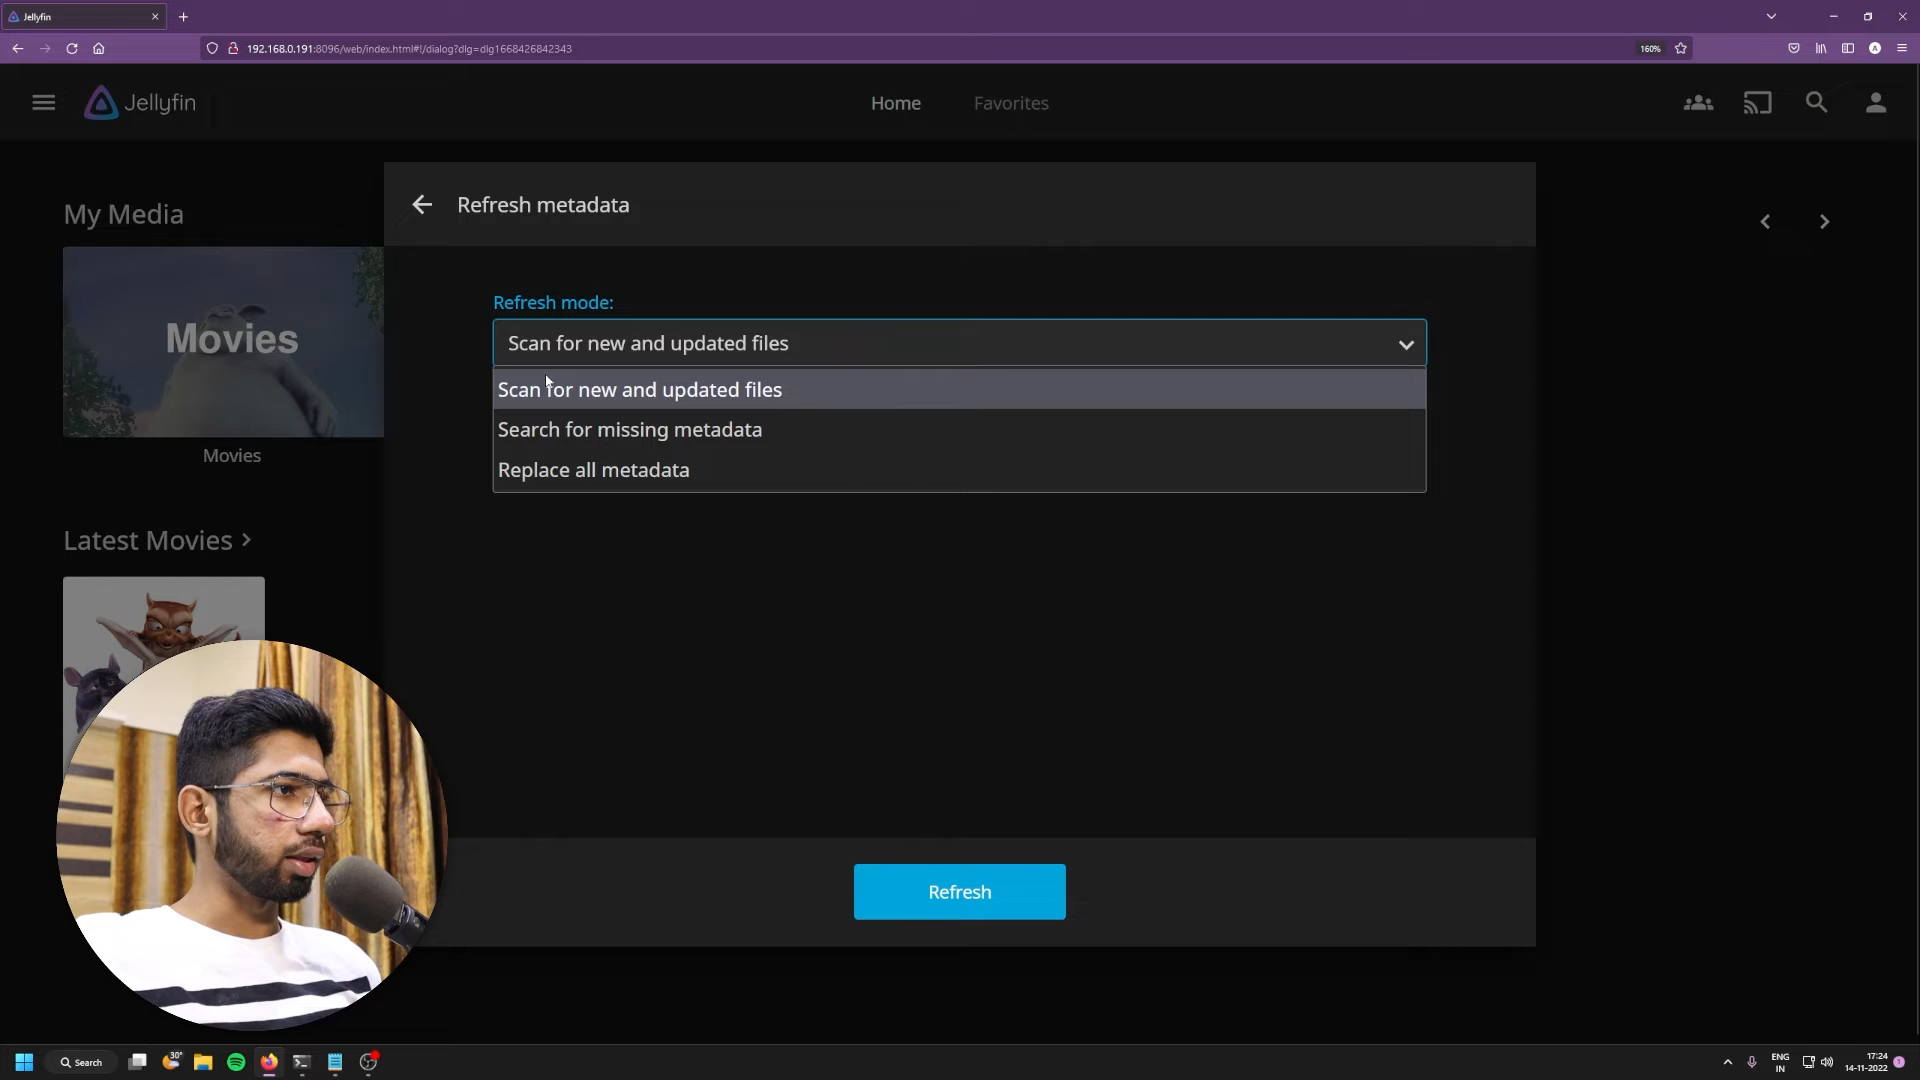 Jellyfin
192.168.0.191:8096/web/index.html#!/dialog?dlg=dlg1668426842343
160%
A
Jellyfin
Home
Favorites
Refresh metadata
My Media
Movies
Movies
Refresh mode:
Scan for new and updated files
Scan for new and updated files
Search for missing metadata
Replace all metadata
Latest Movies
Refresh
Search
30°
ENG
IN
17:24
14-11-2022
1